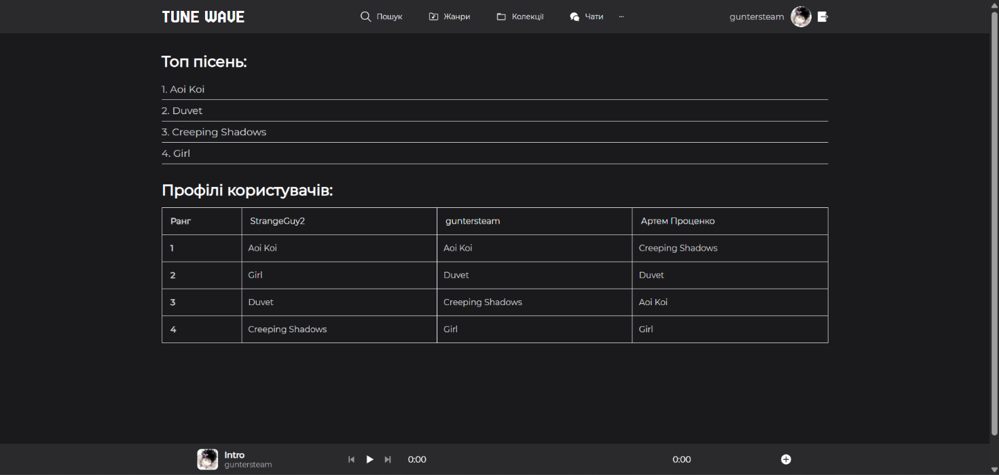 TUNE WAVE Пошук Жанри Колекції Чати ... guntersteam
Топ пісень:
1. Aoi Koi
2. Duvet
3. Creeping Shadows
4. Girl
Профілі користувачів:
Ранг StrangeGuy2 guntersteam Артем Проценко
1 Aoi Koi Aoi Koi Creeping Shadows
2 Girl Duvet Duvet
3 Duvet Creeping Shadows Aoi Koi
4 Creeping Shadows Girl Girl
Intro
guntersteam
0:00 0:00